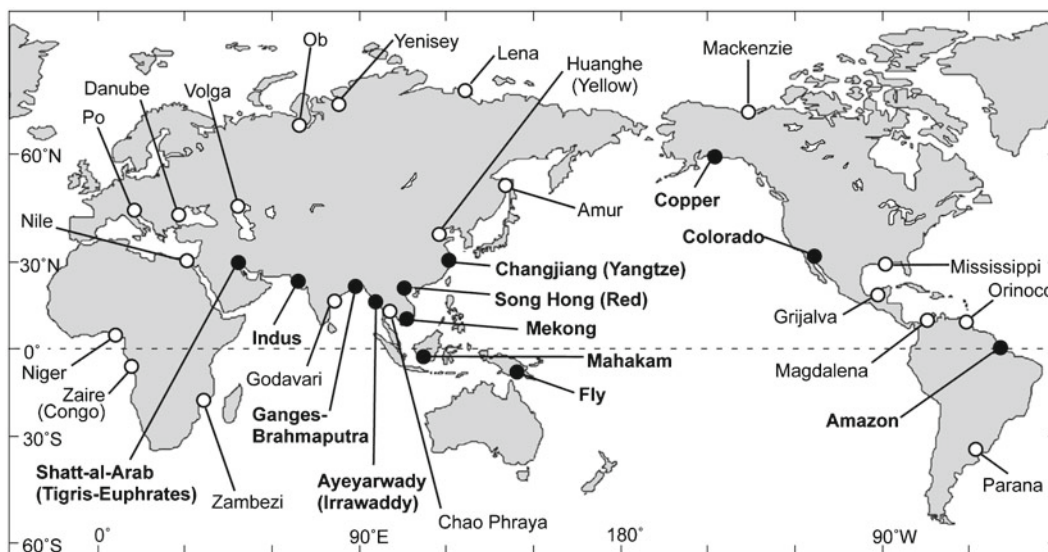 Ob
Yenisey
Lena
Mackenzie
Huanghe
(Yellow)
Danube
Volga
Po
60°N
Copper
Amur
Nile
Colorado
30°N
Changjiang (Yangtze)
Mississippi
Song Hong (Red)
Orinoco
Indus
Mekong
Grijalva
0°
Mahakam
Niger
Godavari
Magdalena
Zaire
(Congo)
Fly
Ganges-
Brahmaputra
Amazon
30°S
Shatt-al-Arab
(Tigris-Euphrates)
Zambezi
Ayeyarwady
(Irrawaddy)
Chao Phraya
Parana
60°S
0°
90°E
180°
90°W